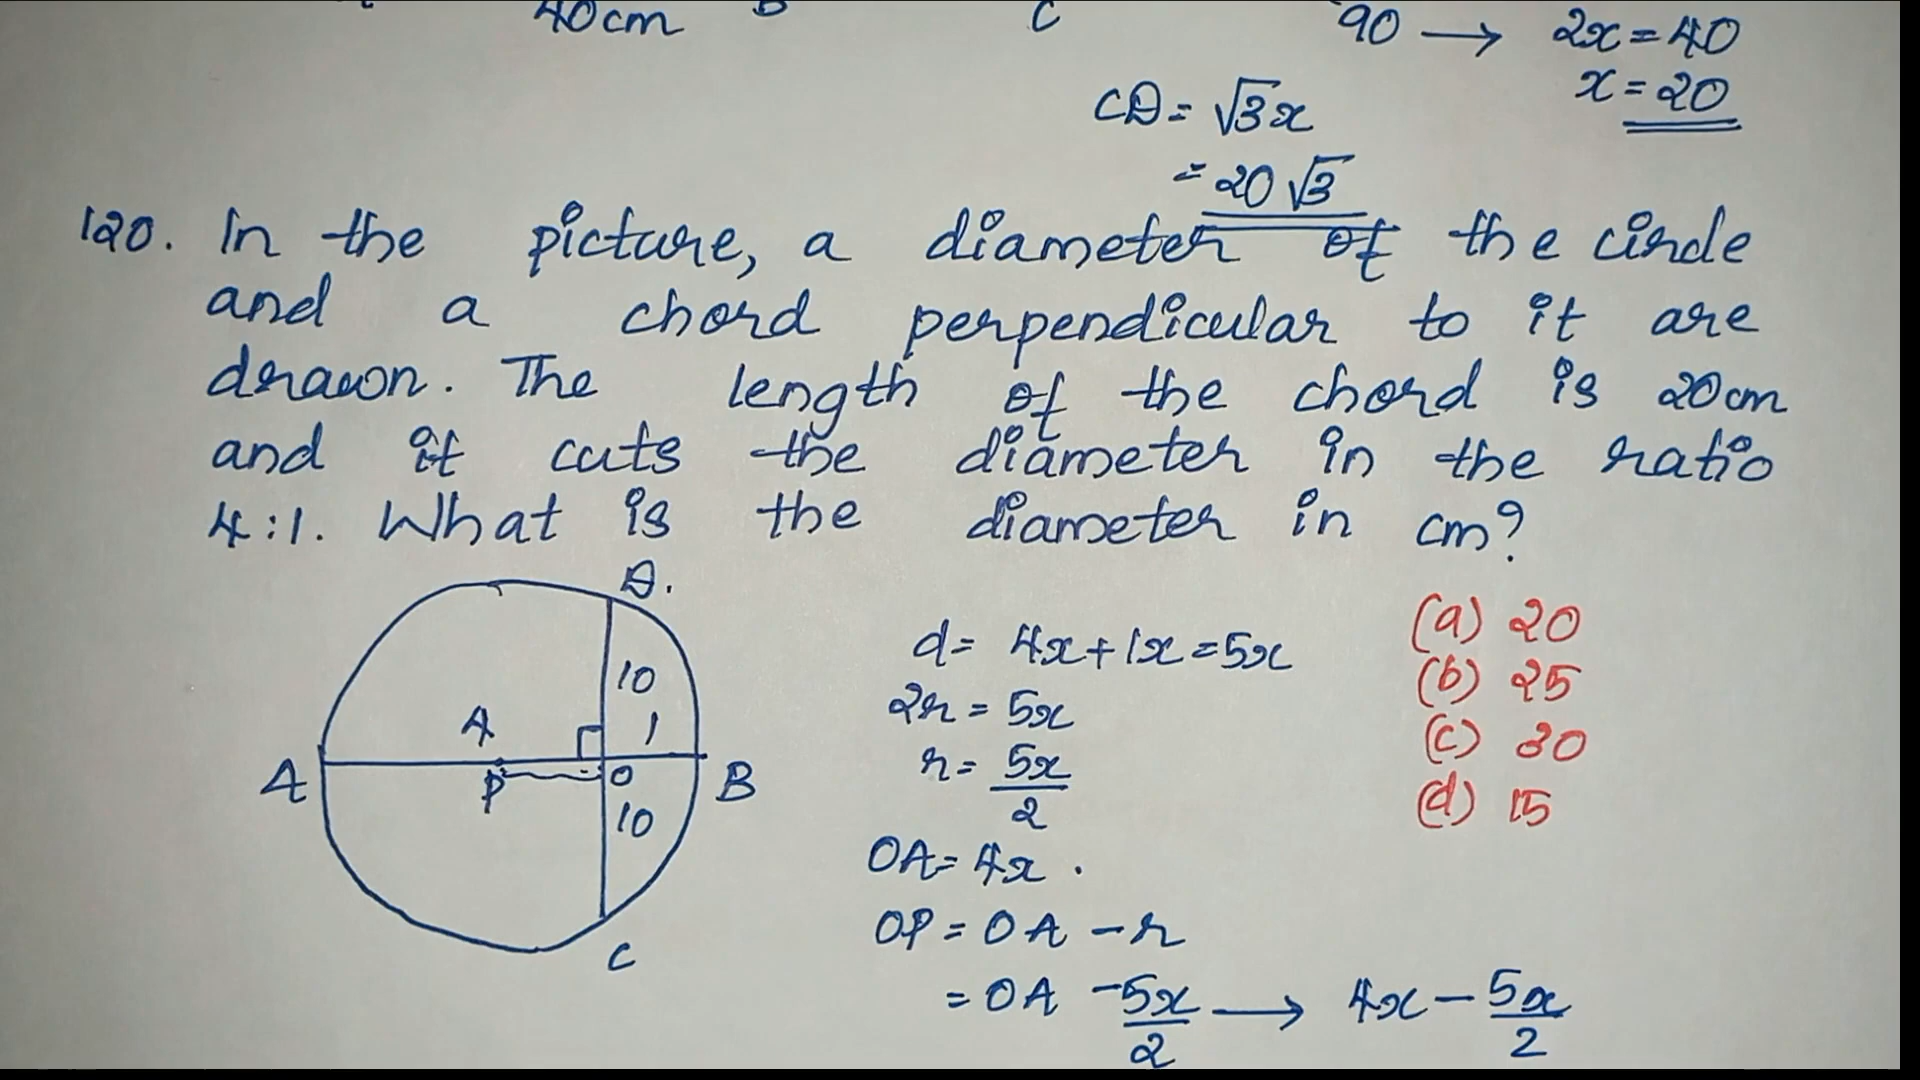 40cm B C 90 → 2x=40
x=20
CD= √3x
= 20√3
120. In the picture, a diameter of the circle
and a chord perpendicular to it are
drawn. The length of the chord is 20cm
and it cuts the diameter in the ratio
4:1. What is the diameter in cm?
D.
10
4 1
A P O B
10
C
d= 4x+1x=5x
2r= 5x
r= 5x/2
OA= 4x.
OP = OA - r
= OA - 5x/2 → 4x - 5x/2
(a) 20
(b) 25
(c) 30
(d) 15